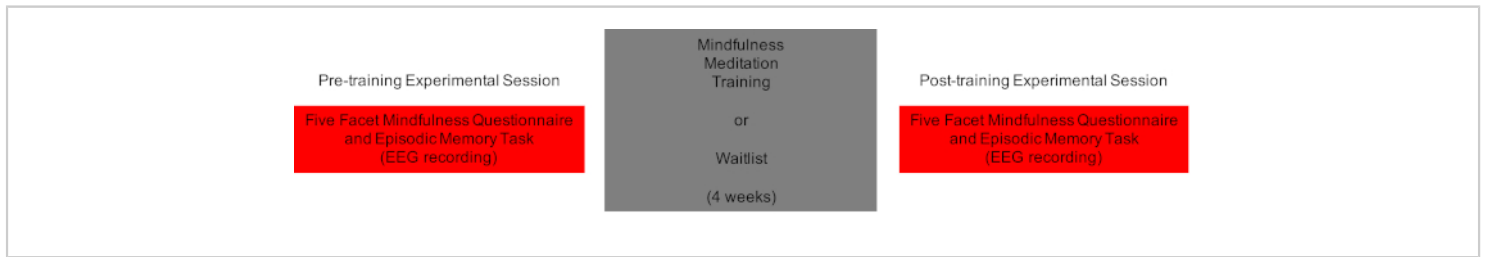 Pre-training Experimental Session
Five Facet Mindfulness Questionnaire
and Episodic Memory Task
(EEG recording)
Mindfulness
Meditation
Training
or
Waitlist
(4 weeks)
Post-training Experimental Session
Five Facet Mindfulness Questionnaire
and Episodic Memory Task
(EEG recording)